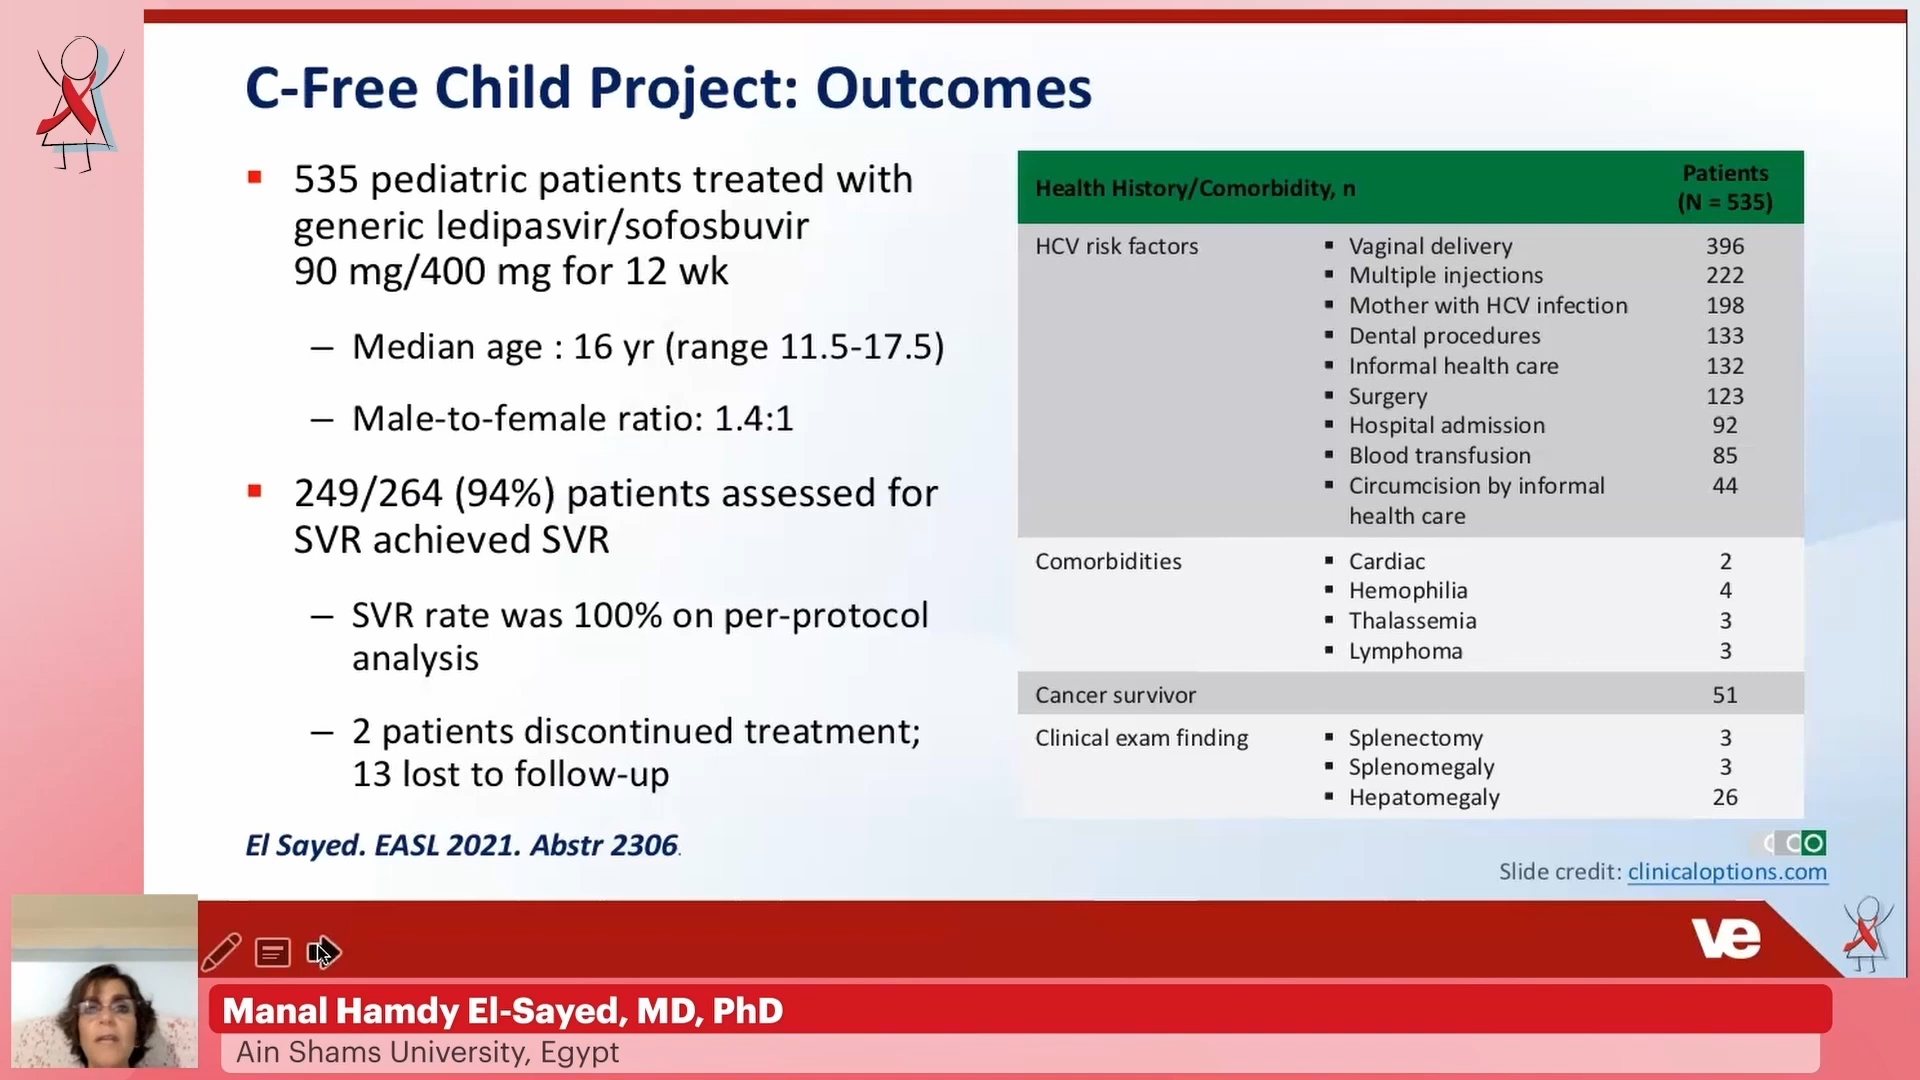 C-Free Child Project: Outcomes
535 pediatric patients treated with
generic ledipasvir/sofosbuvir
90 mg/400 mg for 12 wk
– Median age : 16 yr (range 11.5-17.5)
– Male-to-female ratio: 1.4:1
249/264 (94%) patients assessed for
SVR achieved SVR
– SVR rate was 100% on per-protocol
analysis
– 2 patients discontinued treatment;
13 lost to follow-up
El Sayed. EASL 2021. Abstr 2306.
Health History/Comorbidity, n Patients
(N = 535)
HCV risk factors Vaginal delivery 396
Multiple injections 222
Mother with HCV infection 198
Dental procedures 133
Informal health care 132
Surgery 123
Hospital admission 92
Blood transfusion 85
Circumcision by informal 44
health care
Comorbidities Cardiac 2
Hemophilia 4
Thalassemia 3
Lymphoma 3
Cancer survivor 51
Clinical exam finding Splenectomy 3
Splenomegaly 3
Hepatomegaly 26
CCO
Slide credit: clinicaloptions.com
ve
Manal Hamdy El-Sayed, MD, PhD
Ain Shams University, Egypt